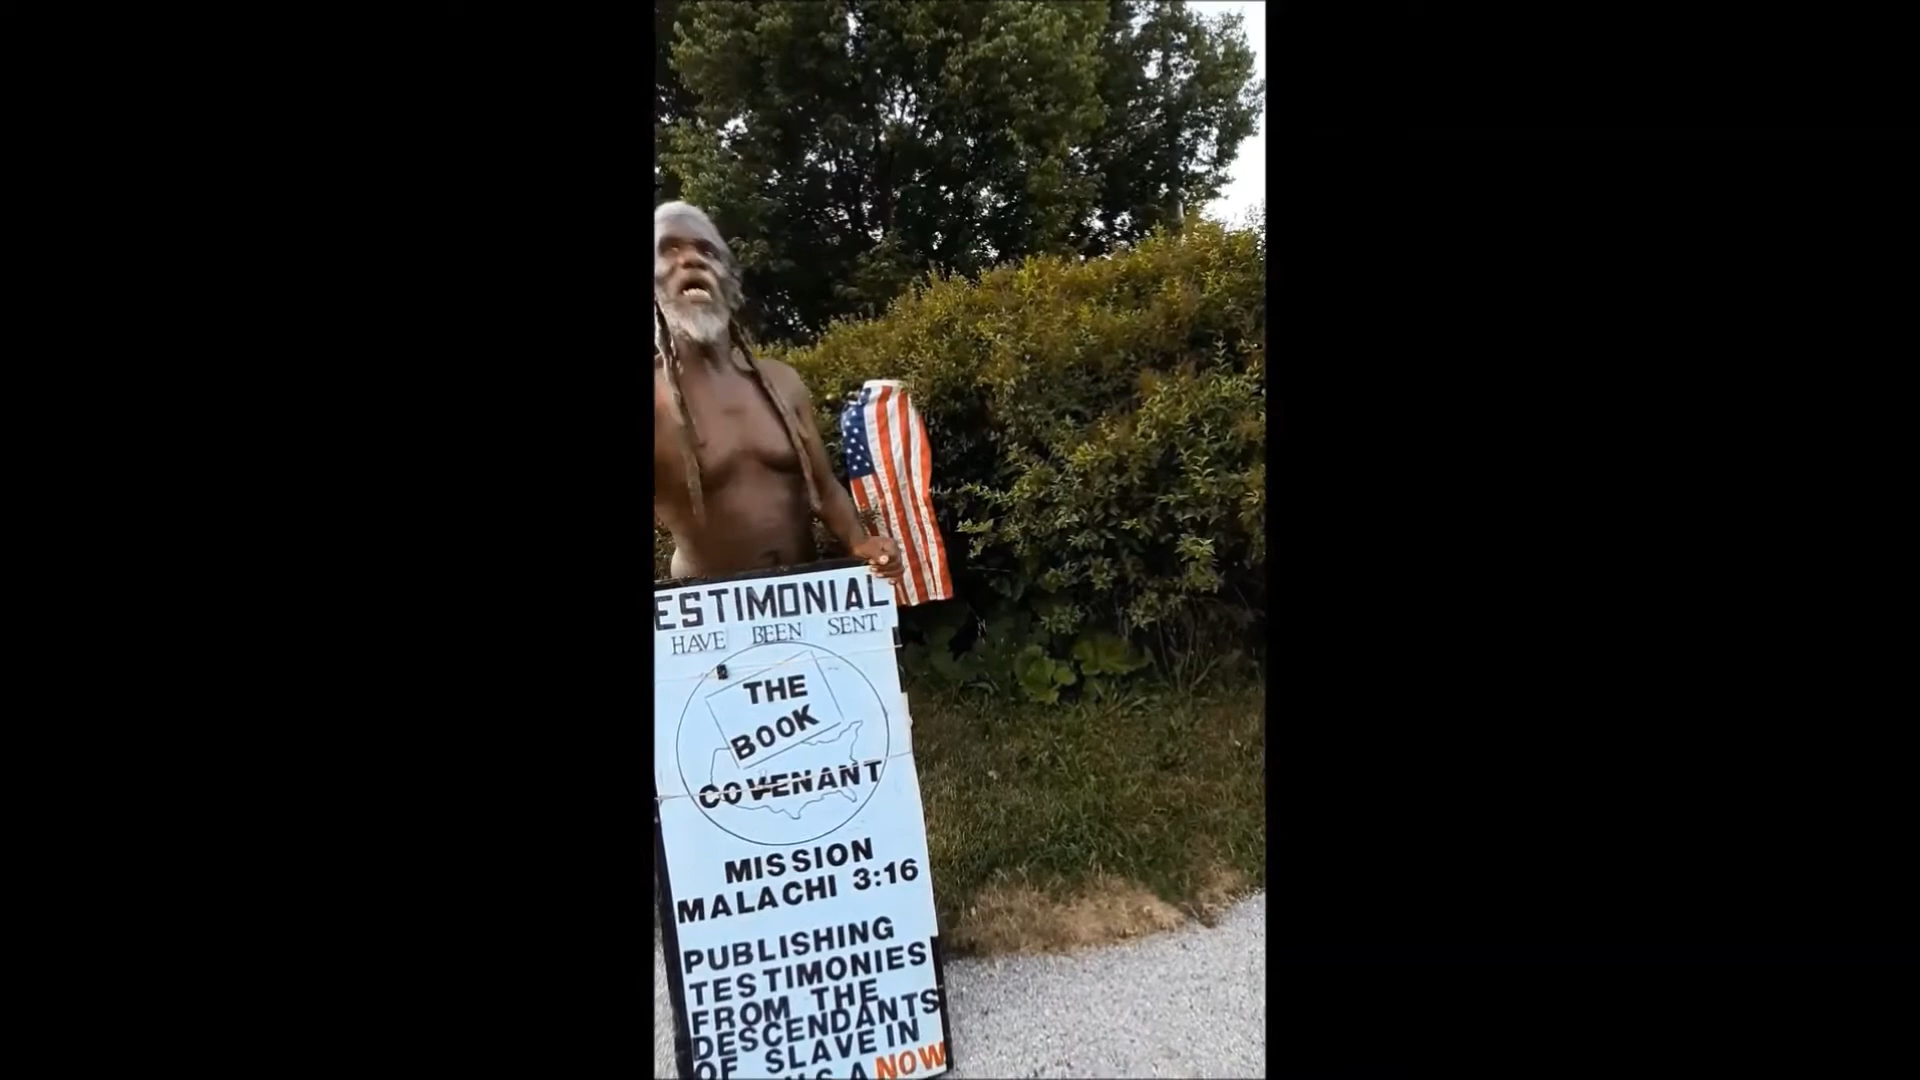 ESTIMONIAL
HAVE BEEN SENT
THE
BOOK
COVENANT
MISSION
MALACHI 3:16
PUBLISHING
TESTIMONIES
FROM THE
DESCENDANTS
OF SLAVE IN
U.S.A NOW